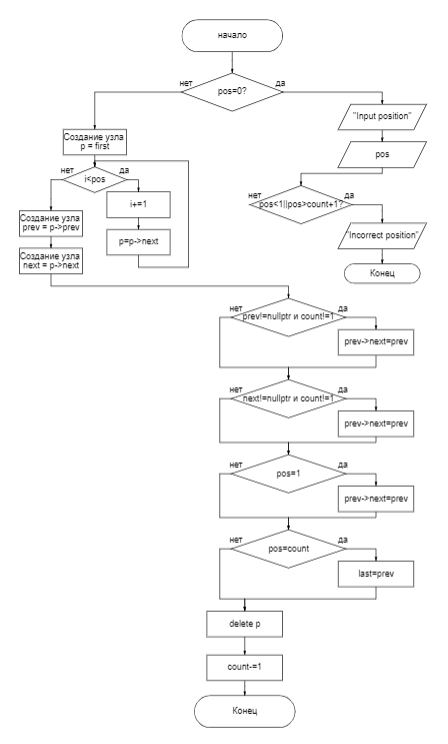 начало
нет
да
pos=0?
"Input position"
Создание узла
p = first
pos
нет
да
i<pos
нет
да
pos<1||pos>count+1?
i+=1
Создание узла
prev = p->prev
p=p->next
"Incorrect position"
Создание узла
next = p->next
Конец
нет
да
prev!=nullptr и count!=1
prev->next=prev
нет
да
next!=nullptr и count!=1
prev->next=prev
нет
да
pos=1
prev->next=prev
нет
да
pos=count
last=prev
delete p
count-=1
Конец